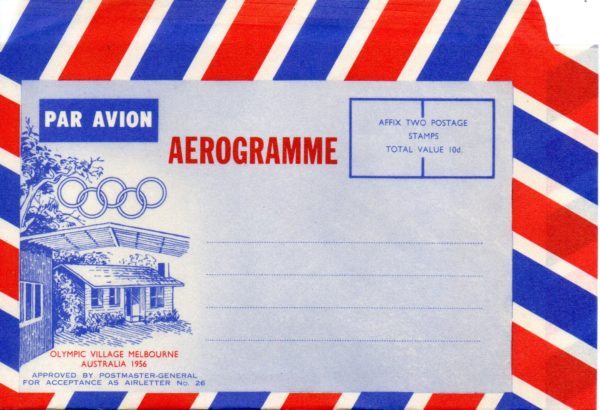 PAR AVION
AEROGRAMME
AFFIX TWO POSTAGE
STAMPS
TOTAL VALUE 10d.
OLYMPIC VILLAGE MELBOURNE
AUSTRALIA 1956
APPROVED BY POSTMASTER-GENERAL
FOR ACCEPTANCE AS AIRLETTER No. 26